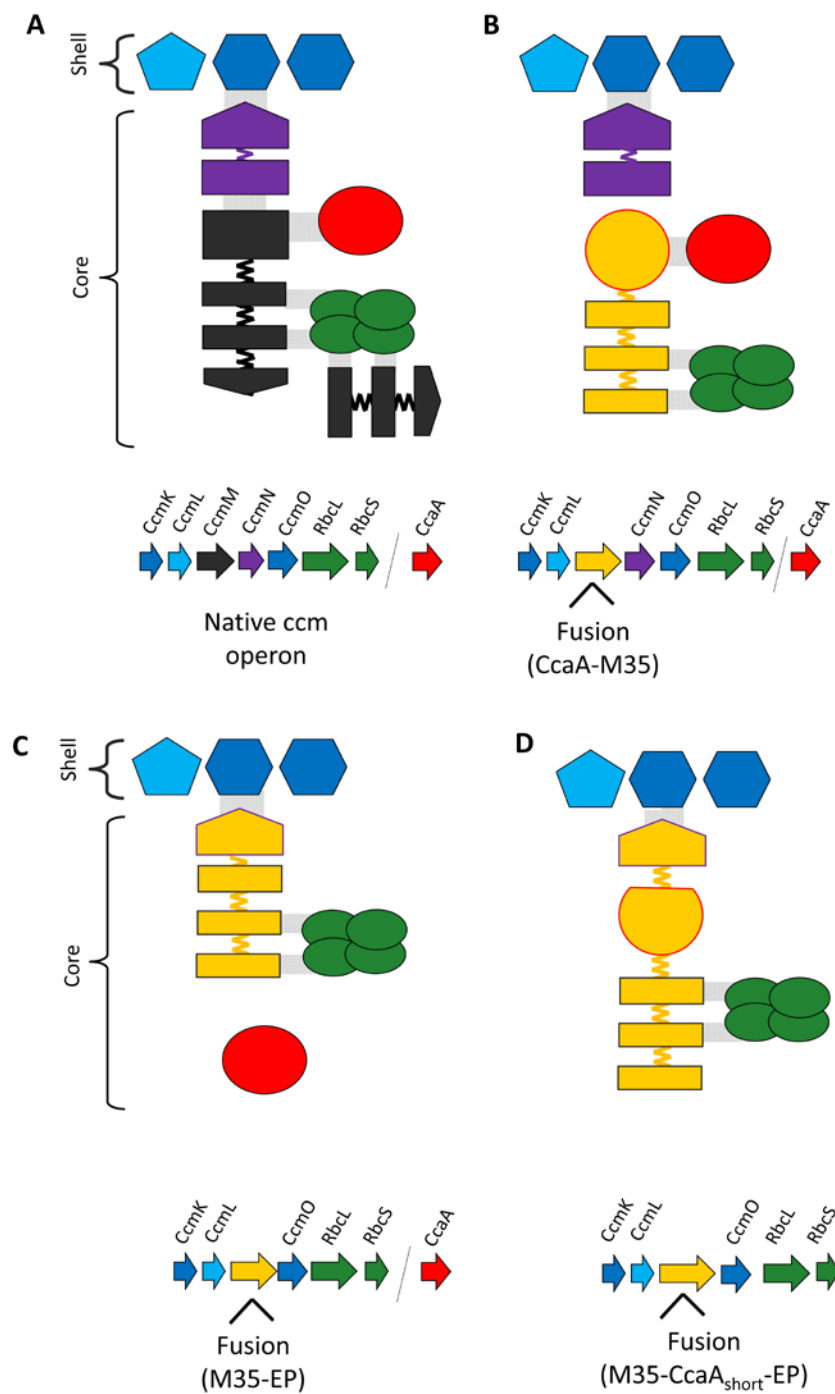 A
B
Shell
Core
CcmK
CcmL
CcmM
CcmN
CcmO
RbcL
RbcS
CcaA
Native ccm
operon
CcmK
CcmL
CcmN
CcmO
RbcL
RbcS
CcaA
Fusion
(CcaA-M35)
C
D
Shell
Core
CcmK
CcmL
CcmO
RbcL
RbcS
CcaA
Fusion
(M35-EP)
CcmK
CcmL
CcmO
RbcL
RbcS
Fusion
(M35-CcaAshort-EP)